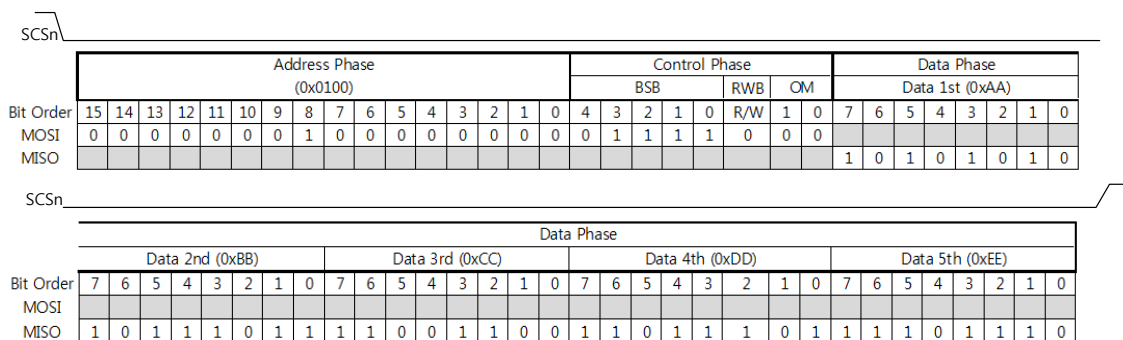 SCSn
Address Phase Control Phase Data Phase
(0x0100) BSB RWB OM Data 1st (0xAA)
Bit Order 15 14 13 12 11 10 9 8 7 6 5 4 3 2 1 0 4 3 2 1 0 R/W 1 0 7 6 5 4 3 2 1 0
MOSI 0 0 0 0 0 0 0 1 0 0 0 0 0 0 0 0 0 1 1 1 1 0 0 0
MISO 1 0 1 0 1 0 1 0
SCSn
Data Phase
Data 2nd (0xBB) Data 3rd (0xCC) Data 4th (0xDD) Data 5th (0xEE)
Bit Order 7 6 5 4 3 2 1 0 7 6 5 4 3 2 1 0 7 6 5 4 3 2 1 0 7 6 5 4 3 2 1 0
MOSI
MISO 1 0 1 1 1 0 1 1 1 1 0 0 1 1 0 0 1 1 0 1 1 1 0 1 1 1 1 0 1 1 1 0